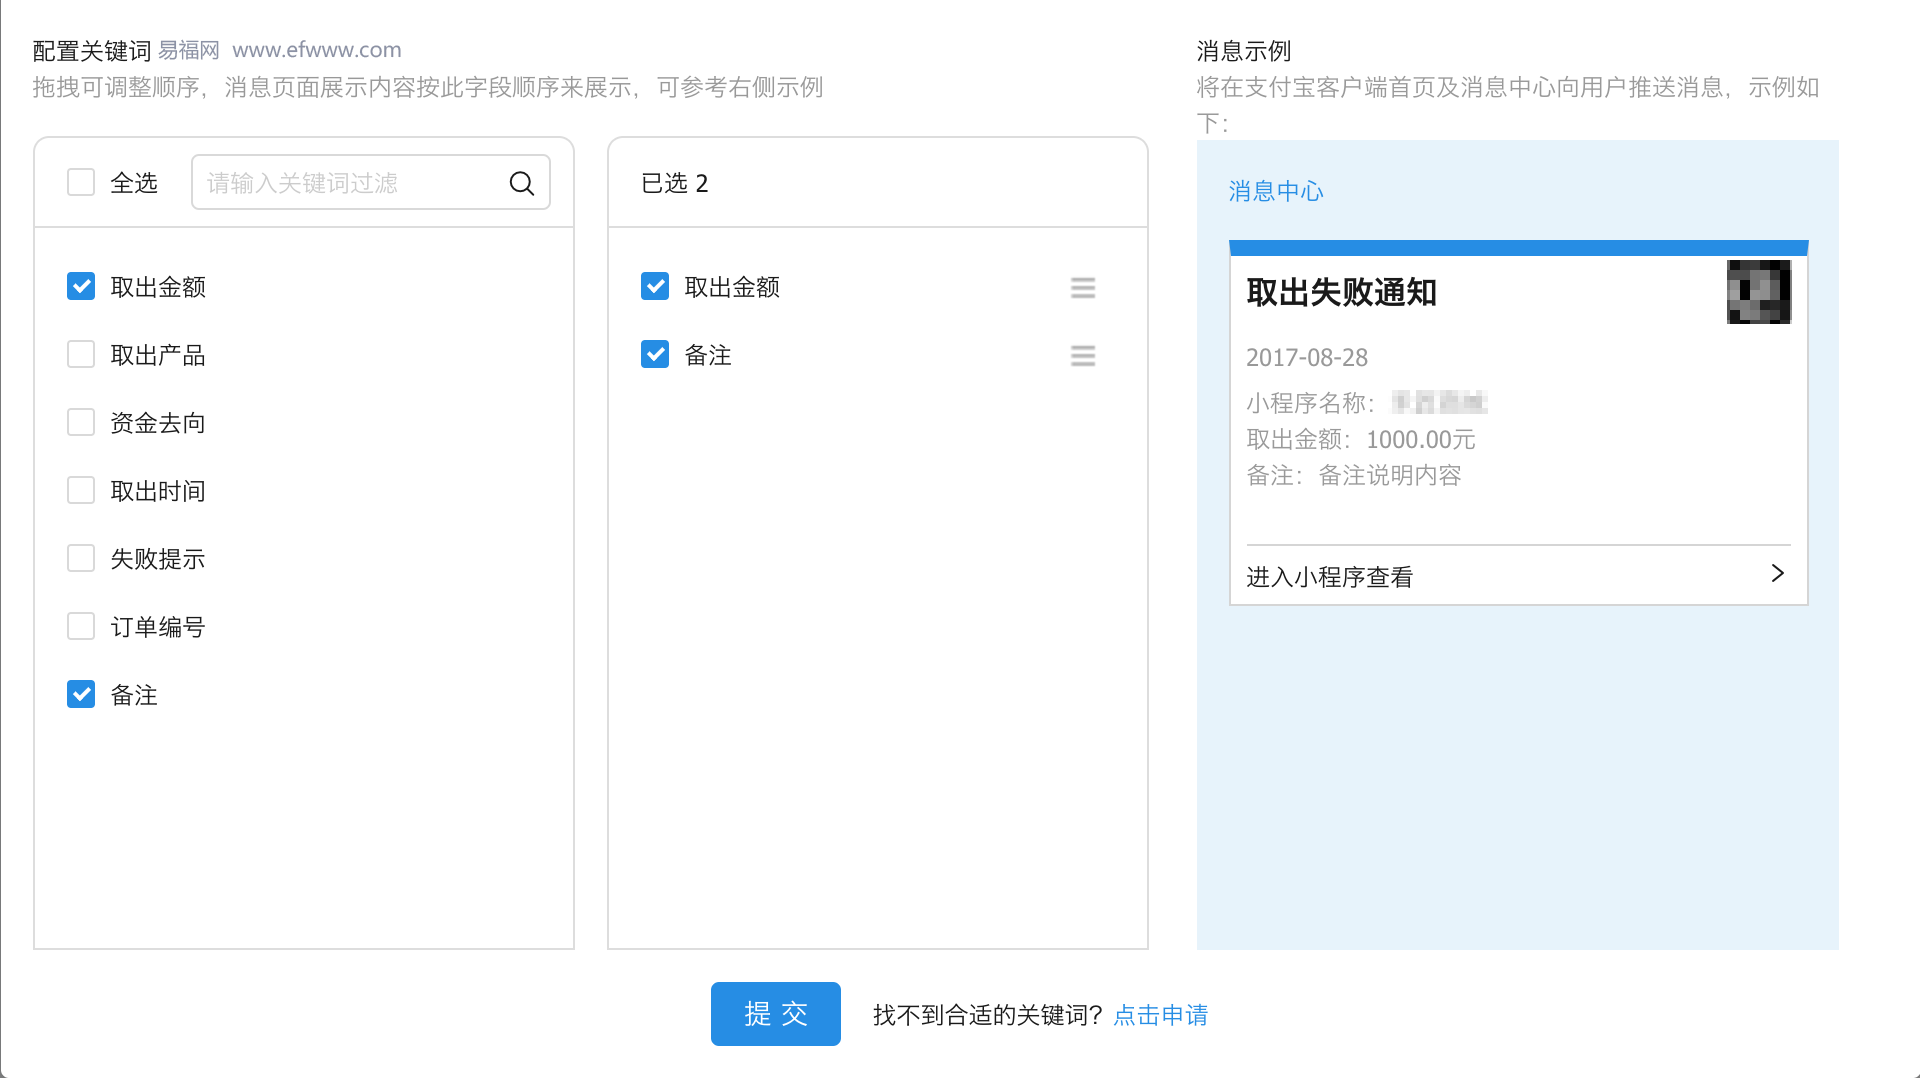 配置关键词 易福网 www.efwww.com
拖拽可调整顺序，消息页面展示内容按此字段顺序来展示，可参考右侧示例
全选
请输入关键词过滤
取出金额
取出产品
资金去向
取出时间
失败提示
订单编号
备注
已选 2
取出金额
备注
消息示例
将在支付宝客户端首页及消息中心向用户推送消息，示例如
下：
消息中心
取出失败通知
2017-08-28
小程序名称：
取出金额：1000.00元
备注：备注说明内容
进入小程序查看
提 交
找不到合适的关键词？点击申请